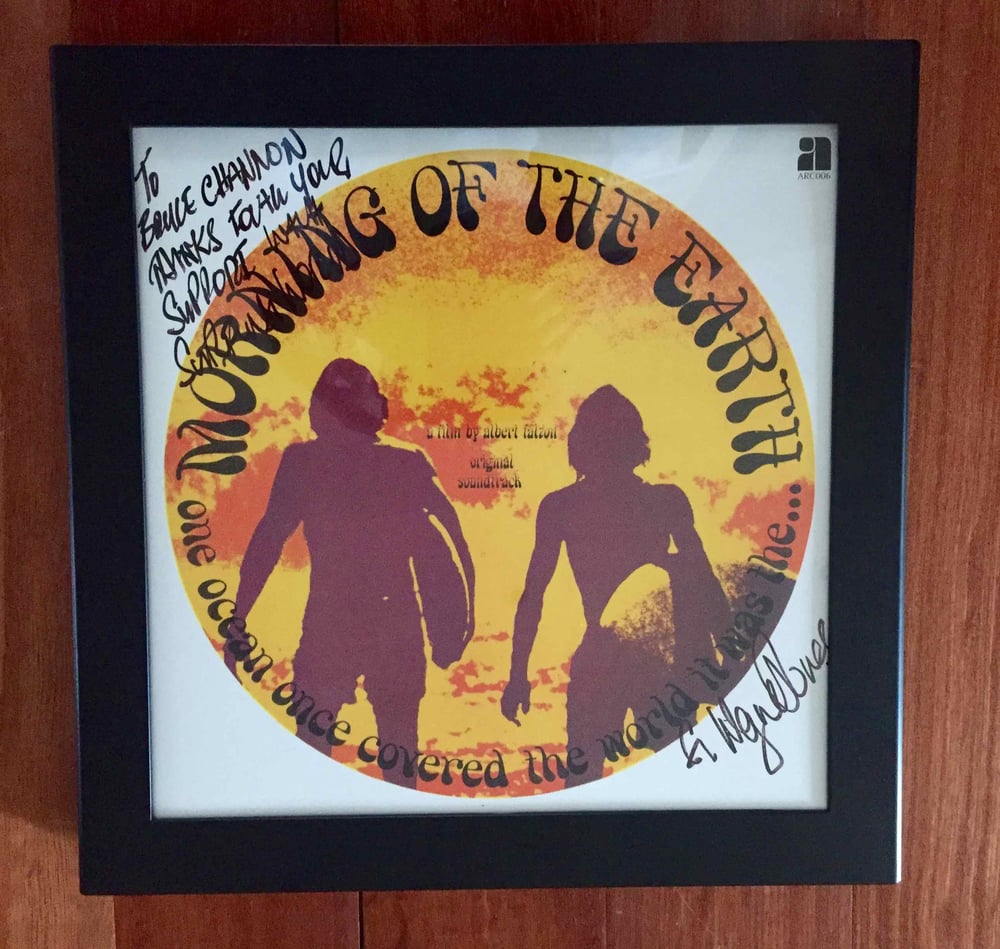 To
BRUCE CHANNON
THANKS FOR YOUR
SUPPORT
a
ARC006
MORNING OF THE EARTH
a film by albert falzon
original
soundtrack
one ocean once covered the world it was the...